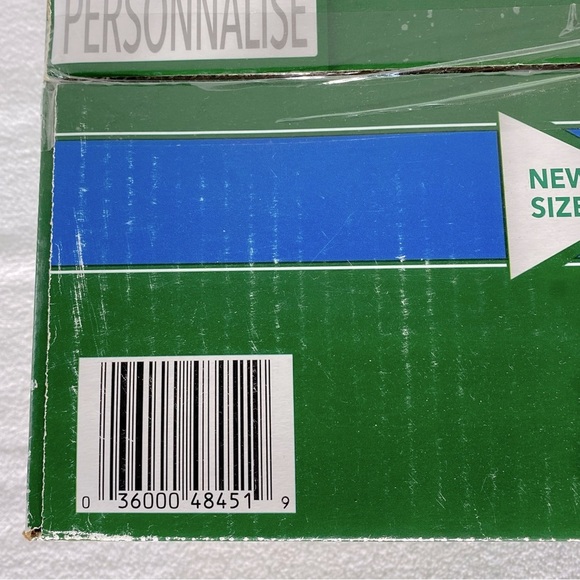 PERSONNALISE
NEW
SIZE
0 36000 48451 9